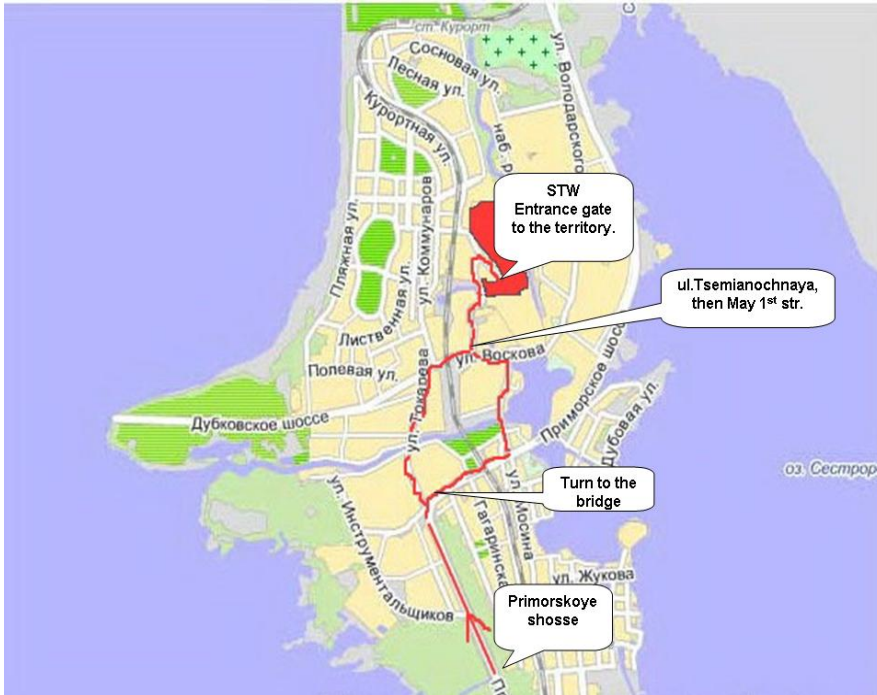 ст. Курорт
Сосновая ул.
Лесная ул.
Курортная ул.
ул. Володарского
наб. р
STW
Entrance gate
to the territory.
Пляжная ул.
ул. Коммунаров
ul.Tsemianochnaya,
then May 1st str.
Лиственная ул.
Полевая ул.
ул. Воскова
Приморское шоссе
Дубковское шоссе
ул. Токарева
Дубовая ул.
оз. Сестрор
Turn to the
bridge
ул. Инструментальщиков
Гагаринска
ул. Мосина
ул. Жукова
Primorskoye
shosse